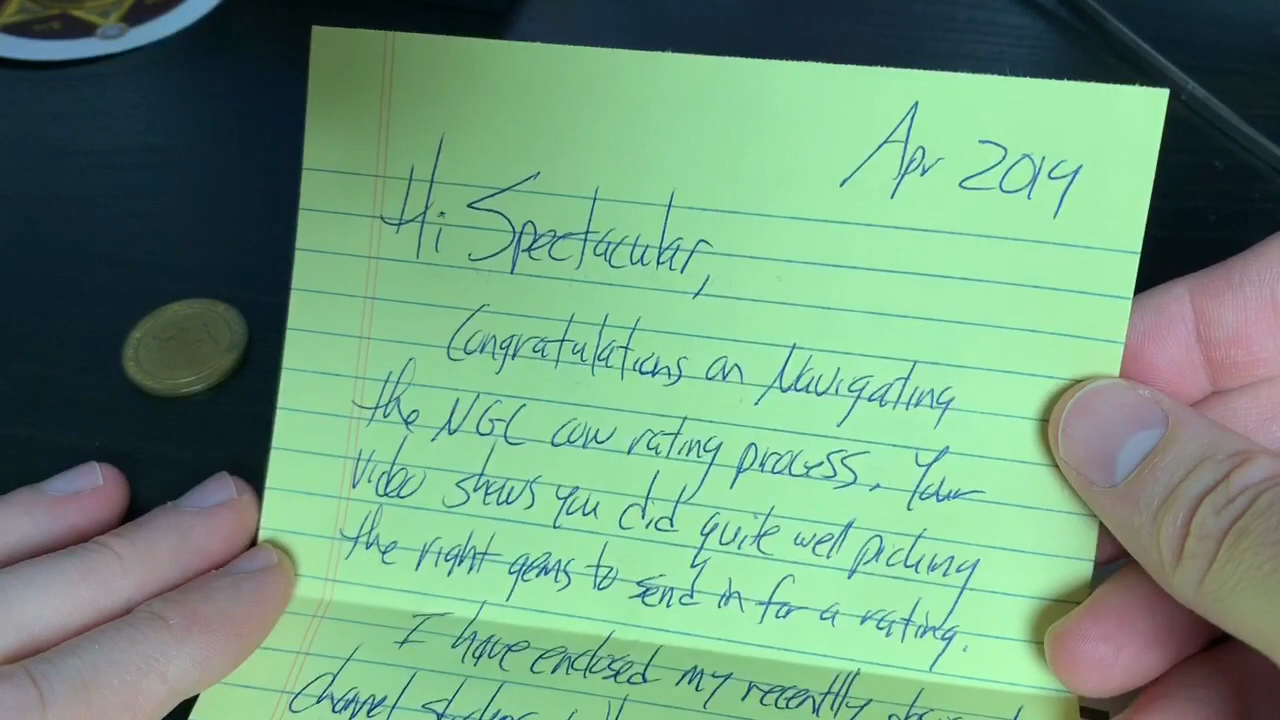 Apr 2019
Hi Spectacular,
Congratulations on Navigating
the NGC coin rating process. Your
video shows you did quite well picking
the right gems to send in for a rating.
I have enclosed my recently
channel